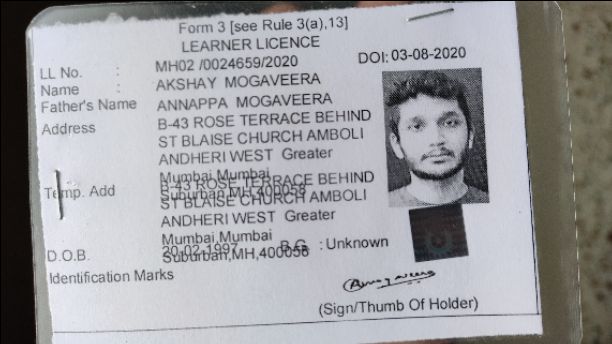 Form 3 [see Rule 3(a),13]
LEARNER LICENCE
LL No. : MH02 /0024659/2020 DOI: 03-08-2020
Name : AKSHAY MOGAVEERA
Father's Name ANNAPPA MOGAVEERA
Address B-43 ROSE TERRACE BEHIND
ST BLAISE CHURCH AMBOLI
ANDHERI WEST Greater
Mumbai,Mumbai
Suburban,MH,400058
Temp. Add : B-43 ROSE TERRACE BEHIND
ST BLAISE CHURCH AMBOLI
ANDHERI WEST Greater
Mumbai,Mumbai
Suburban,MH,400058
D.O.B. 20-02-1997 B.G. : Unknown
Identification Marks
(Sign/Thumb Of Holder)